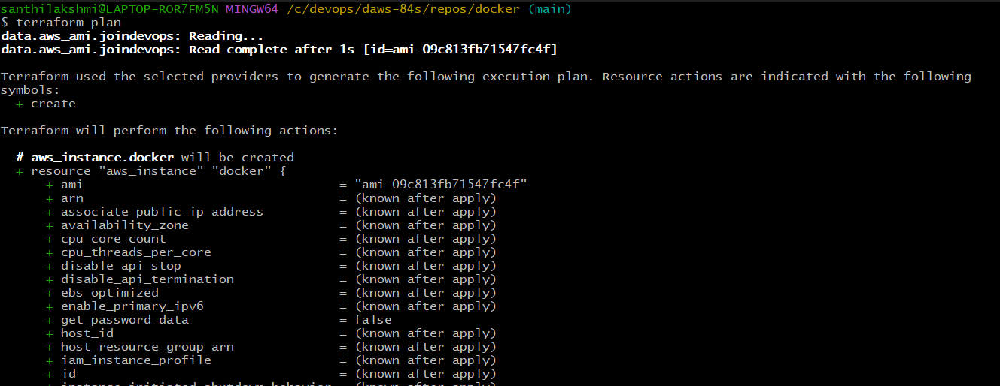 santhilakshmi@LAPTOP-ROR7FM5N MINGW64 /c/devops/daws-84s/repos/docker (main)
$ terraform plan
data.aws_ami.joindevops: Reading...
data.aws_ami.joindevops: Read complete after 1s [id=ami-09c813fb71547fc4f]
Terraform used the selected providers to generate the following execution plan. Resource actions are indicated with the following
symbols:
  + create
Terraform will perform the following actions:
  # aws_instance.docker will be created
  + resource "aws_instance" "docker" {
      + ami                                  = "ami-09c813fb71547fc4f"
      + arn                                  = (known after apply)
      + associate_public_ip_address          = (known after apply)
      + availability_zone                    = (known after apply)
      + cpu_core_count                       = (known after apply)
      + cpu_threads_per_core                 = (known after apply)
      + disable_api_stop                     = (known after apply)
      + disable_api_termination              = (known after apply)
      + ebs_optimized                        = (known after apply)
      + enable_primary_ipv6                  = (known after apply)
      + get_password_data                    = false
      + host_id                              = (known after apply)
      + host_resource_group_arn              = (known after apply)
      + iam_instance_profile                 = (known after apply)
      + id                                   = (known after apply)
      + instance_initiated_shutdown_behavior = (known after apply)